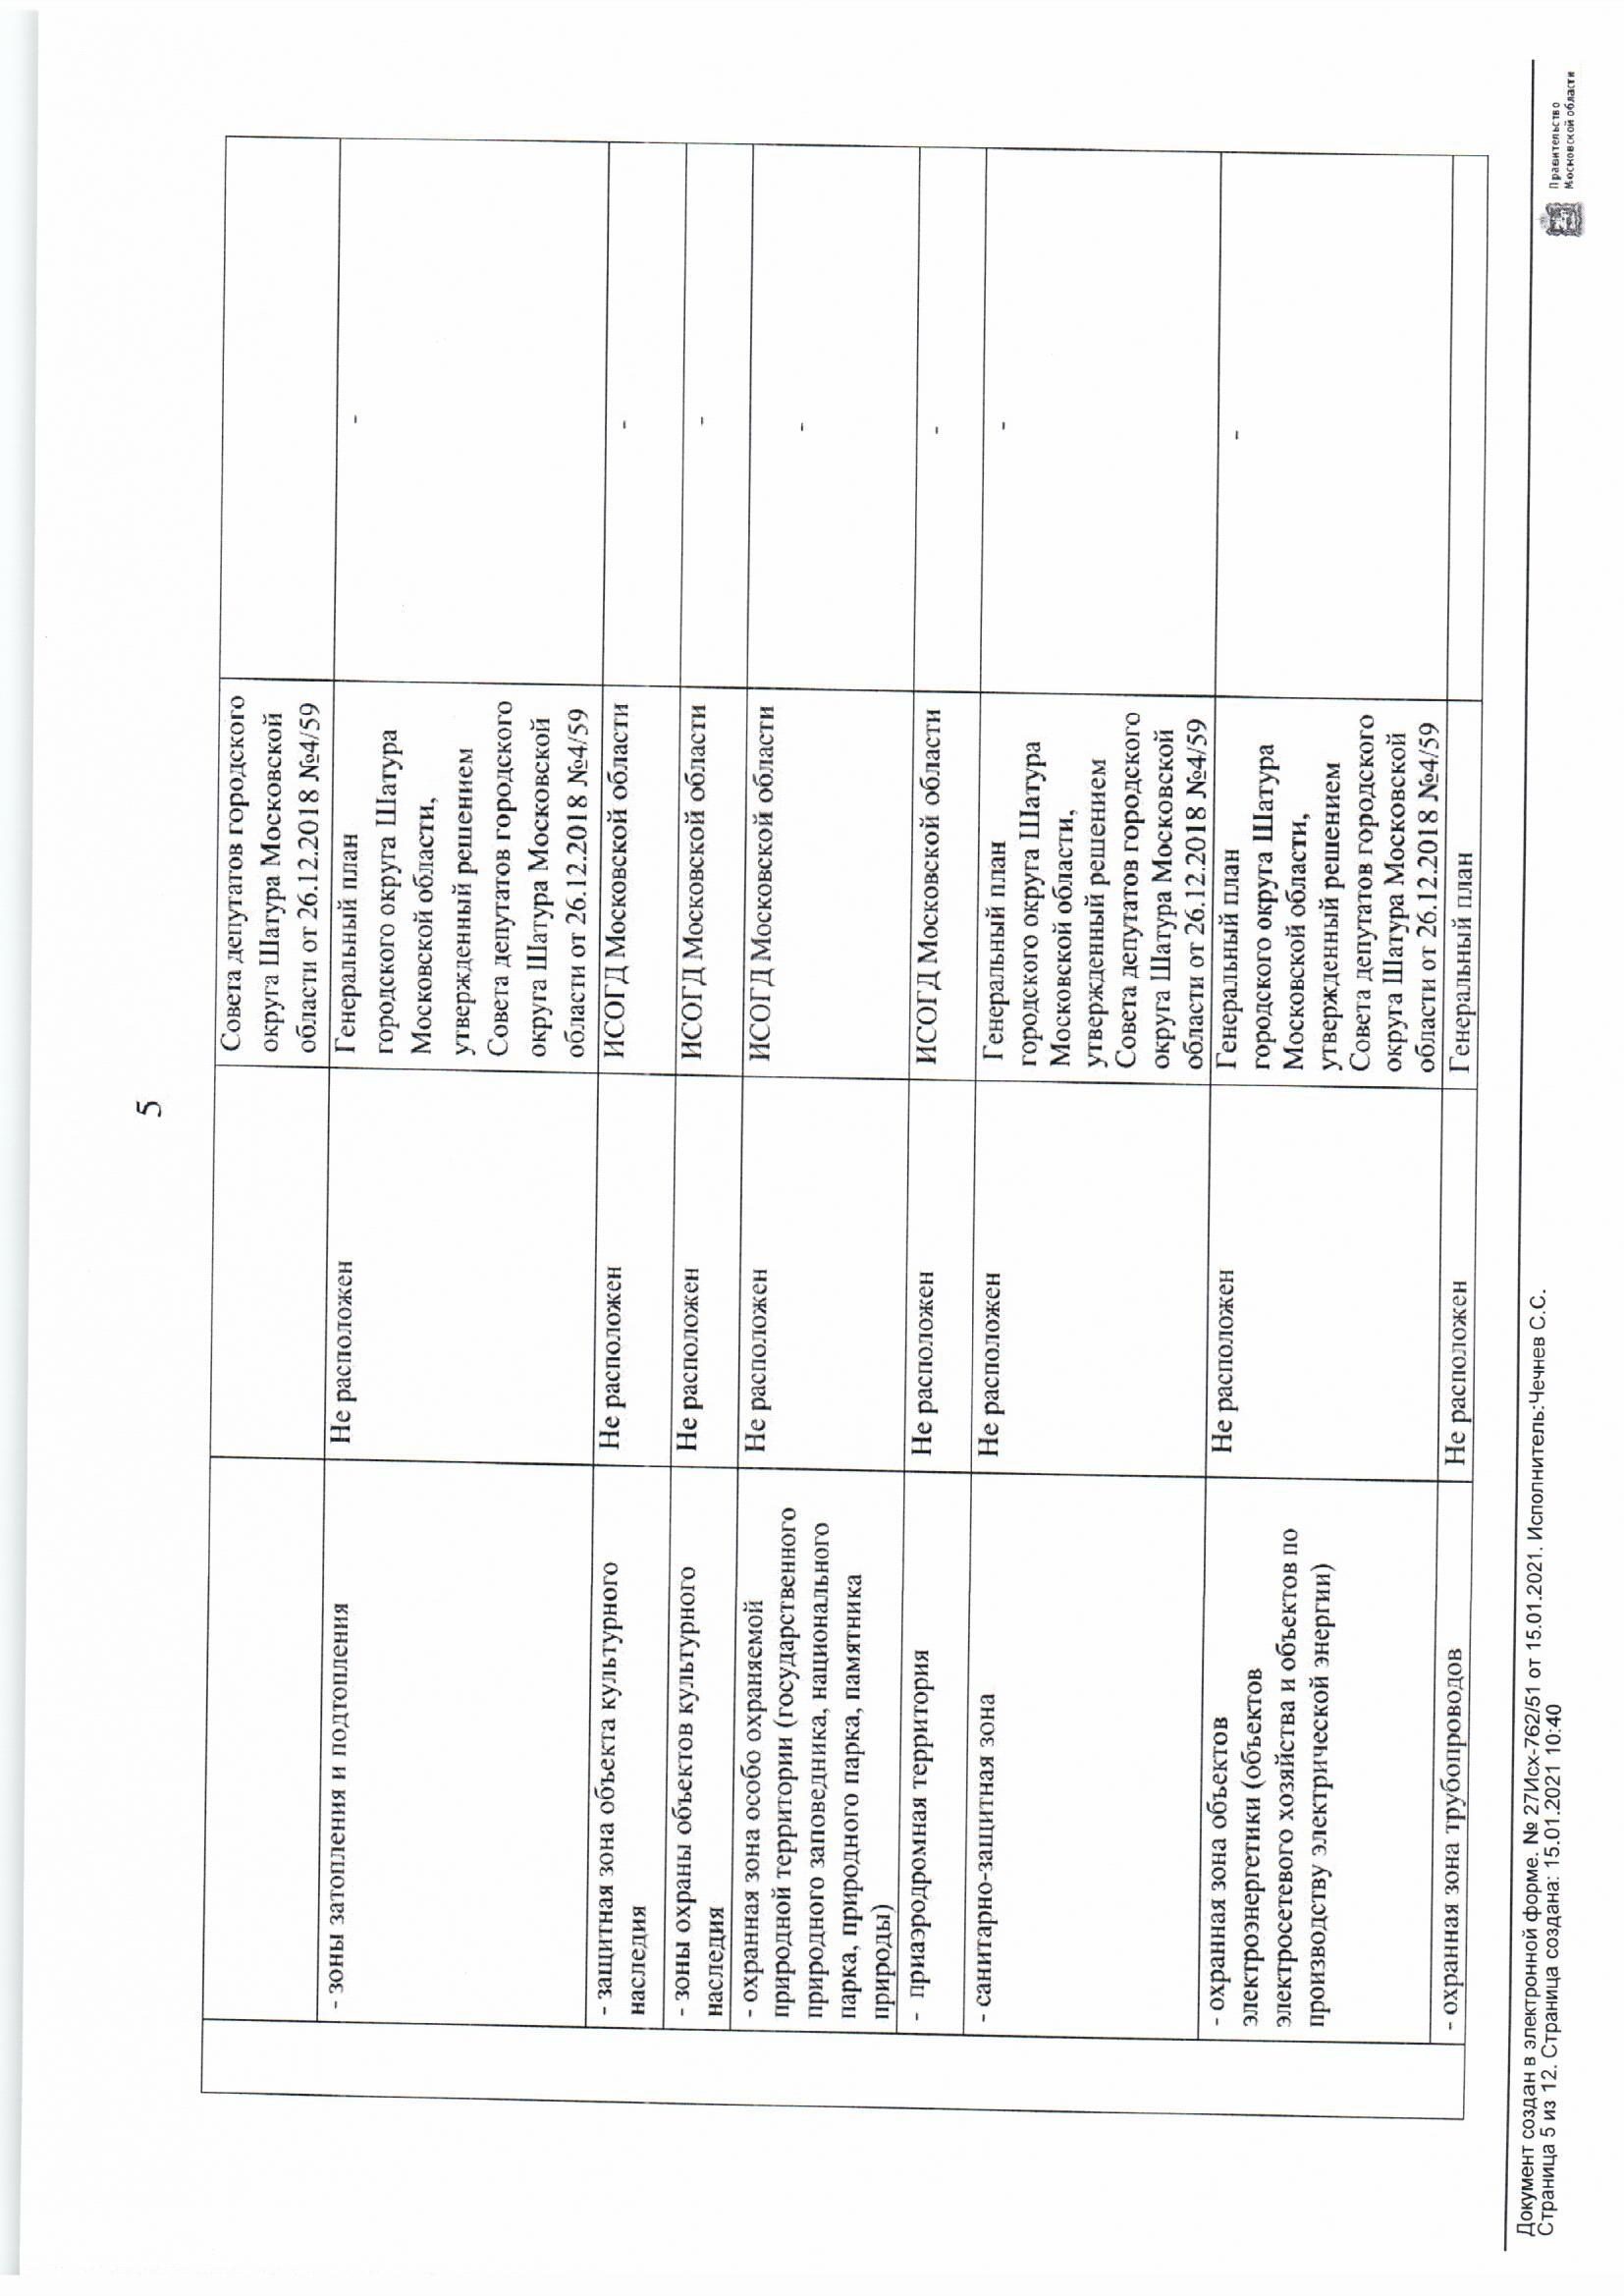 5
Совета депутатов городского
округа Шатура Московской
области от 26.12.2018 №4/59
- зоны затопления и подтопления
Не расположен
Генеральный план
городского округа Шатура
Московской области,
утвержденный решением
Совета депутатов городского
округа Шатура Московской
области от 26.12.2018 №4/59
-
- защитная зона объекта культурного
наследия
Не расположен
ИСОГД Московской области
-
- зоны охраны объектов культурного
наследия
Не расположен
ИСОГД Московской области
-
- охранная зона особо охраняемой
природной территории (государственного
природного заповедника, национального
парка, природного парка, памятника
природы)
Не расположен
ИСОГД Московской области
-
- приаэродромная территория
Не расположен
ИСОГД Московской области
-
- санитарно-защитная зона
Не расположен
Генеральный план
городского округа Шатура
Московской области,
утвержденный решением
Совета депутатов городского
округа Шатура Московской
области от 26.12.2018 №4/59
-
- охранная зона объектов
электроэнергетики (объектов
электросетевого хозяйства и объектов по
производству электрической энергии)
Не расположен
Генеральный план
городского округа Шатура
Московской области,
утвержденный решением
Совета депутатов городского
округа Шатура Московской
области от 26.12.2018 №4/59
-
- охранная зона трубопроводов
Не расположен
Генеральный план
Документ создан в электронной форме. № 27Исх-762/51 от 15.01.2021. Исполнитель:Чечнев С.С.
Страница 5 из 12. Страница создана: 15.01.2021 10:40
Правительство
Московской области